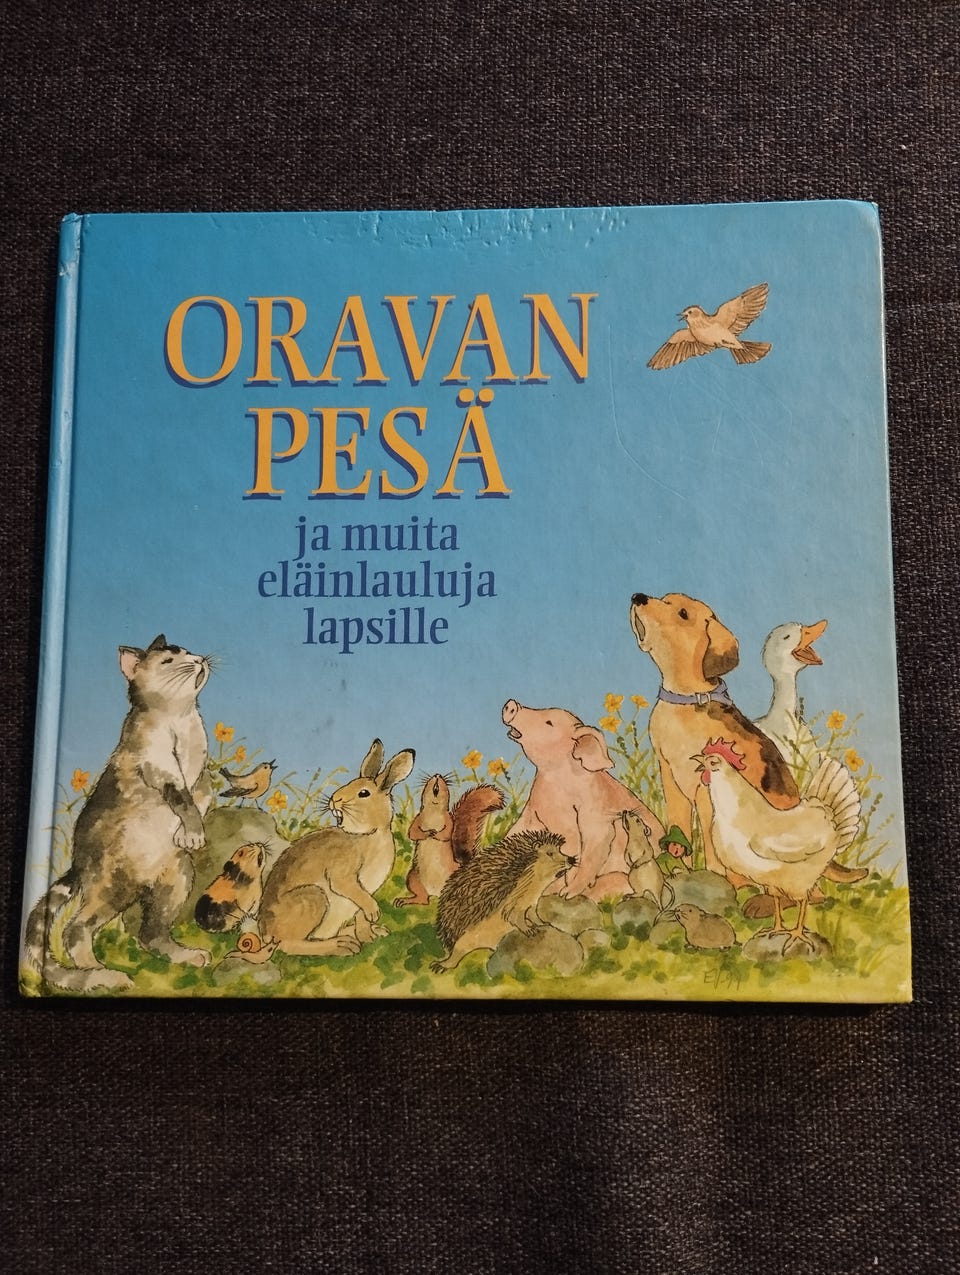 ORAVAN
PESÄ
ja muita
eläinlauluja
lapsille